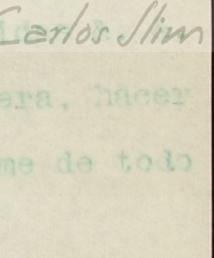 Carlos Slim
era, hacer
me de todo